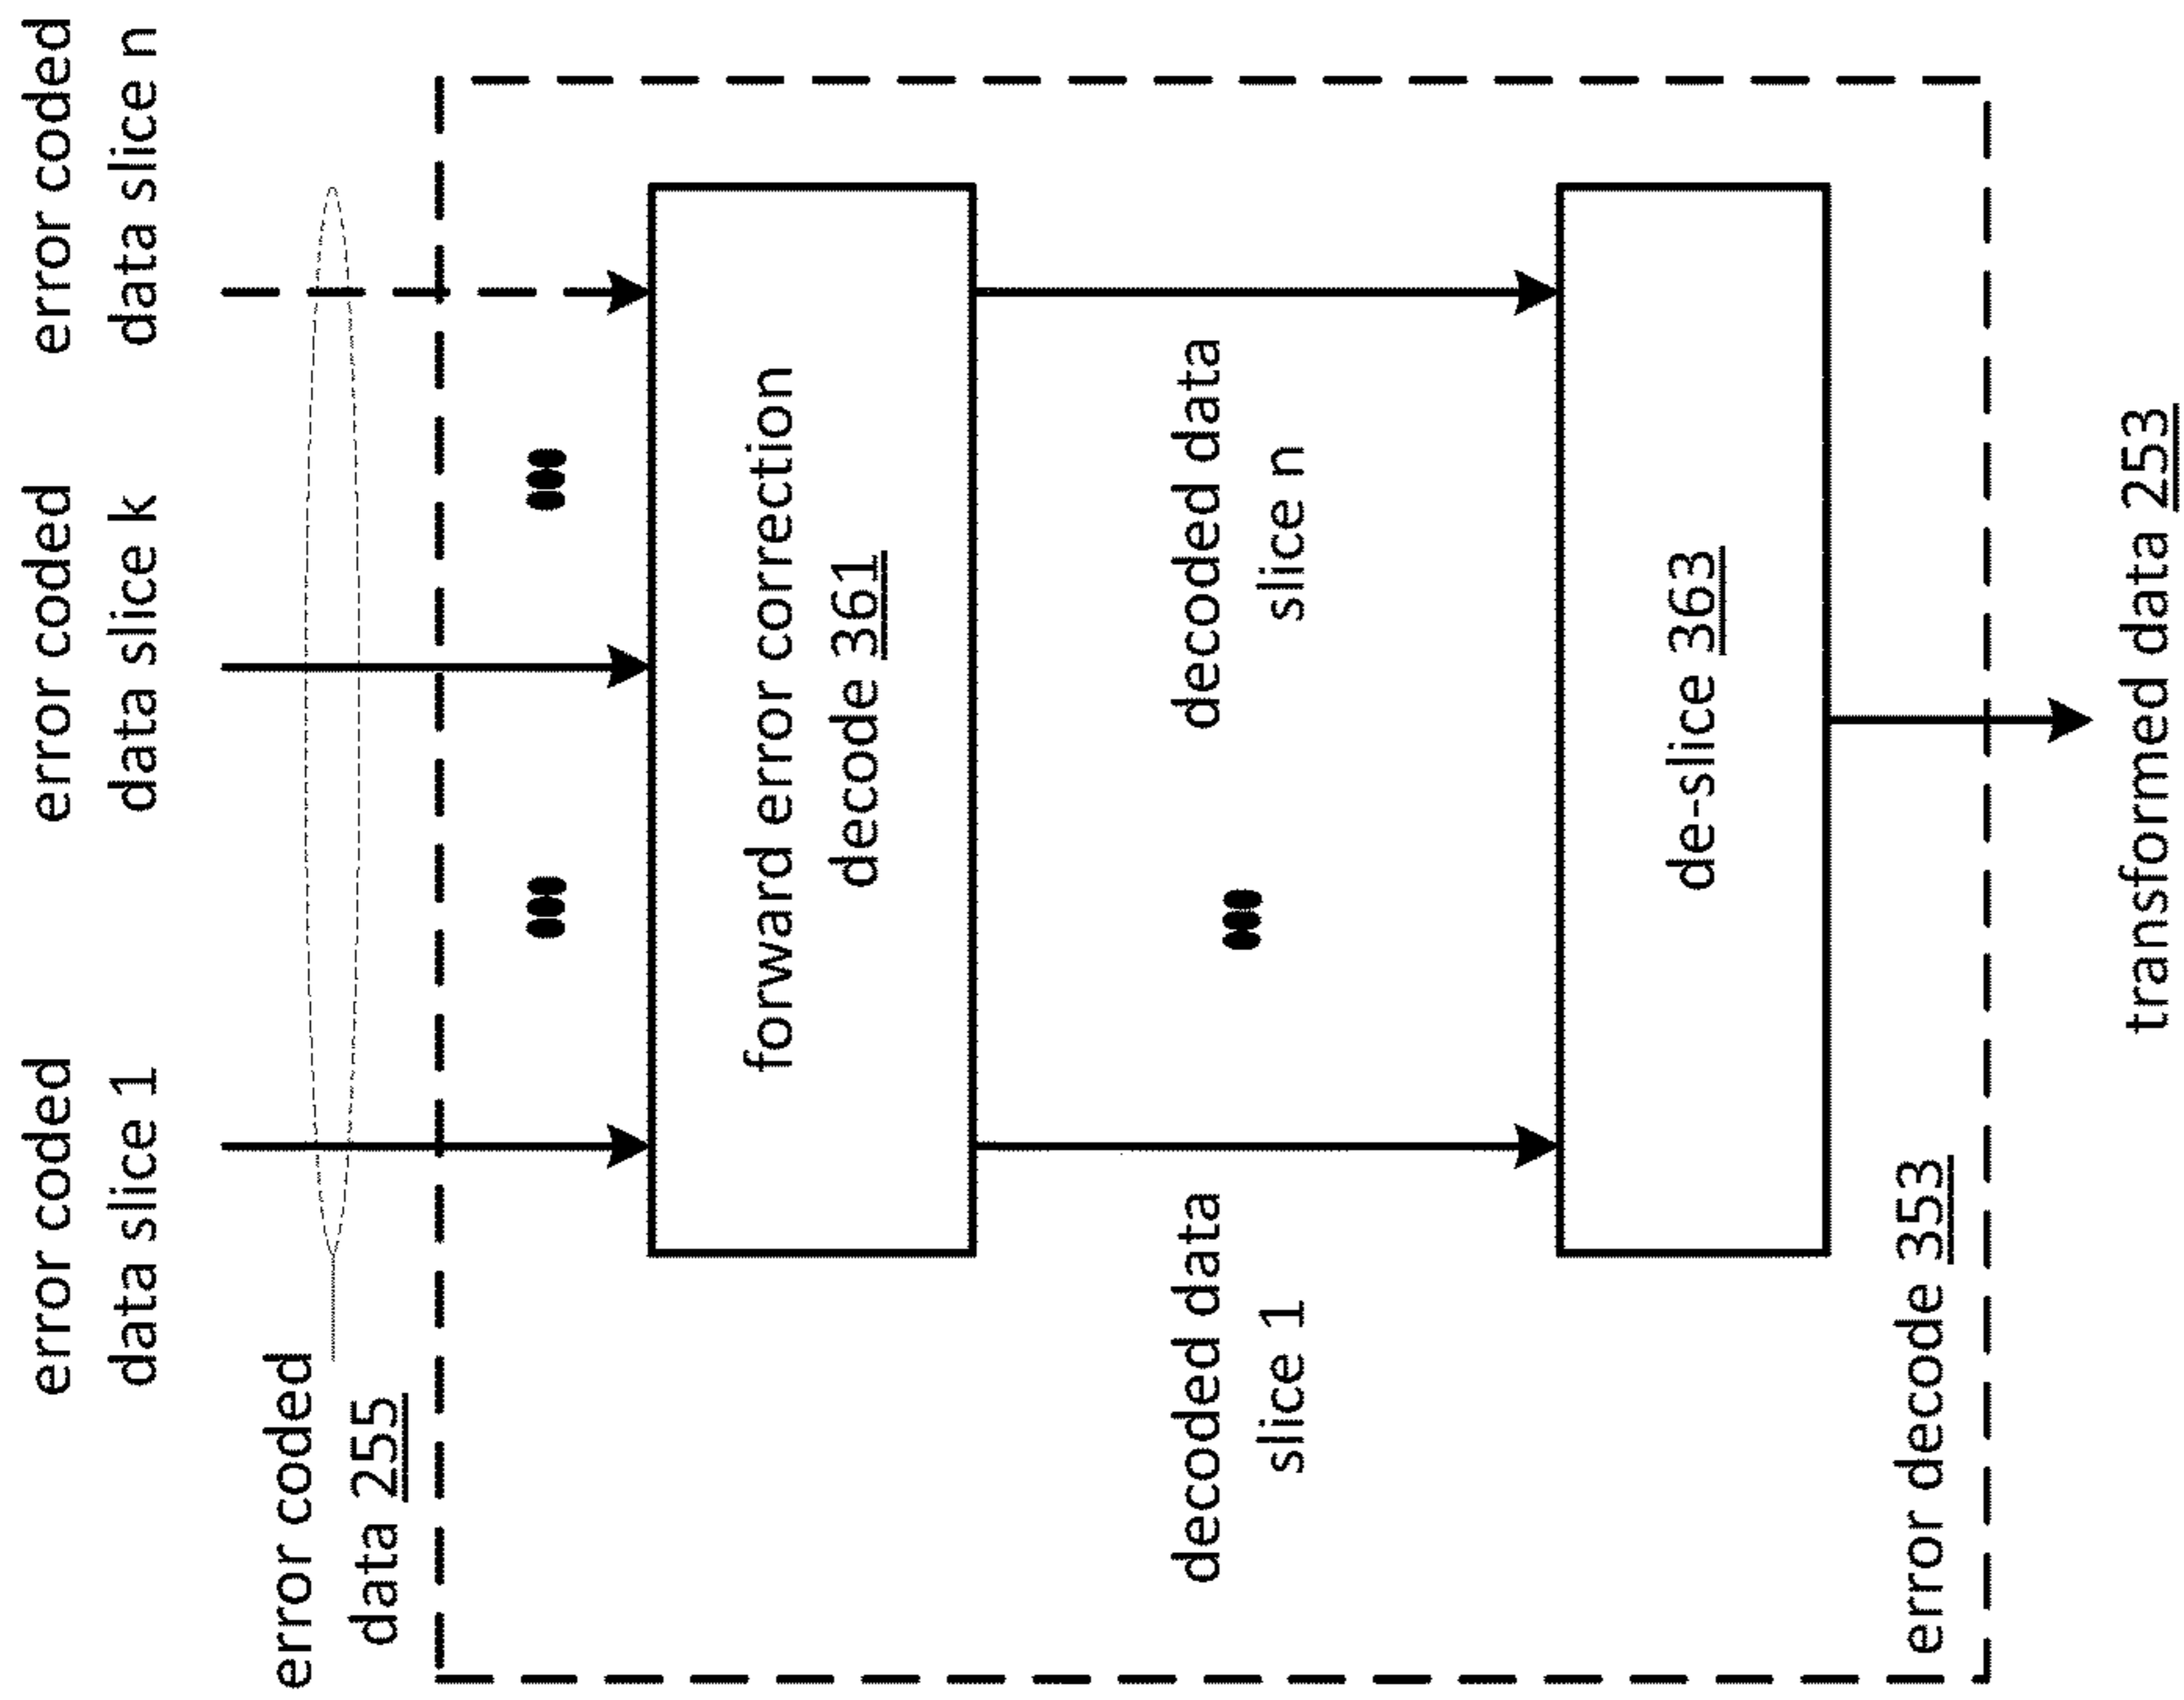 error coded
data slice 1
error coded
data slice k
error coded
data slice n
error coded
data 255
forward error correction
decode 361
decoded data
slice 1
decoded data
slice n
de-slice 363
error decode 353
transformed data 253